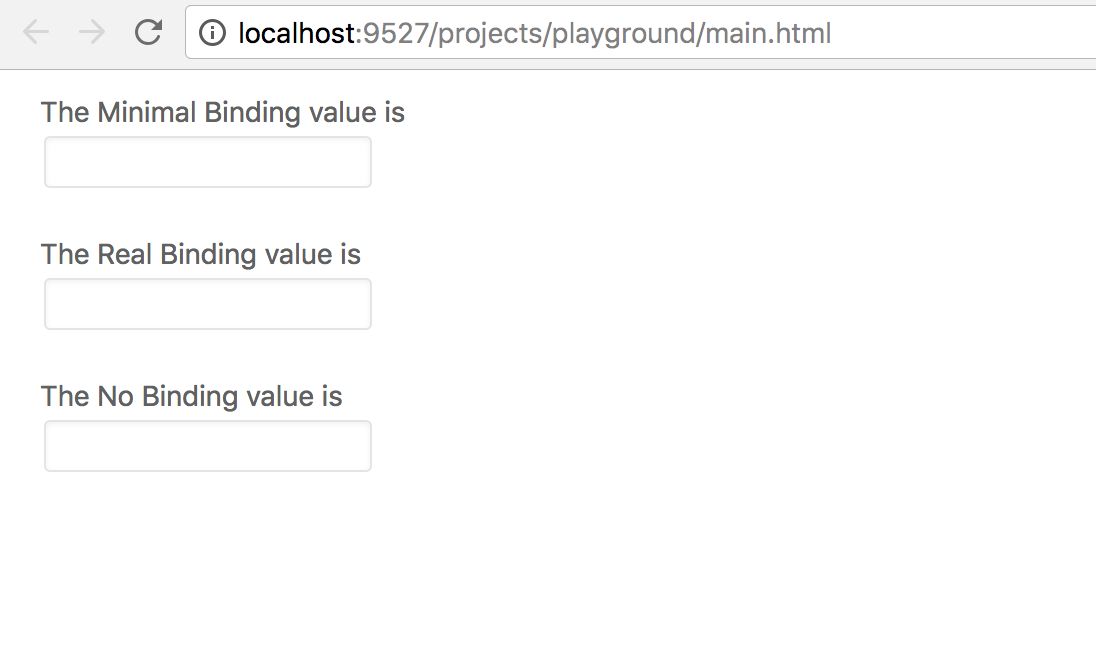 localhost:9527/projects/playground/main.html
The Minimal Binding value is
The Real Binding value is
The No Binding value is